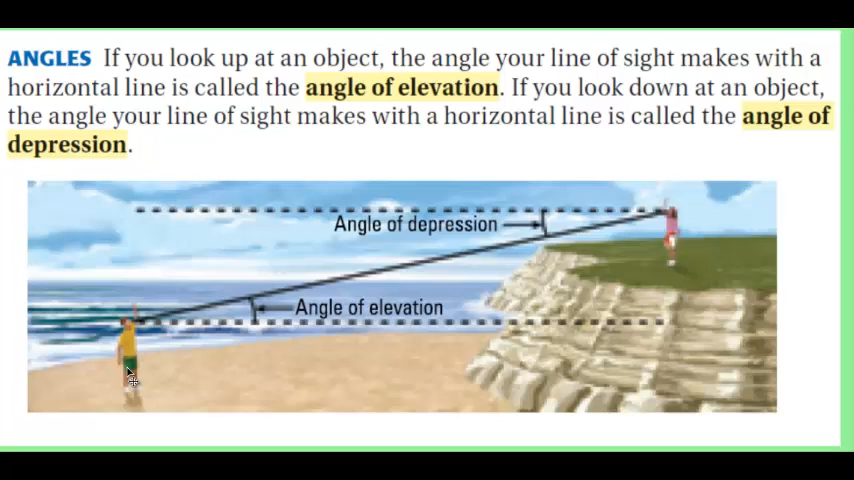 ANGLES If you look up at an object, the angle your line of sight makes with a
horizontal line is called the angle of elevation. If you look down at an object,
the angle your line of sight makes with a horizontal line is called the angle of
depression.
Angle of depression
Angle of elevation